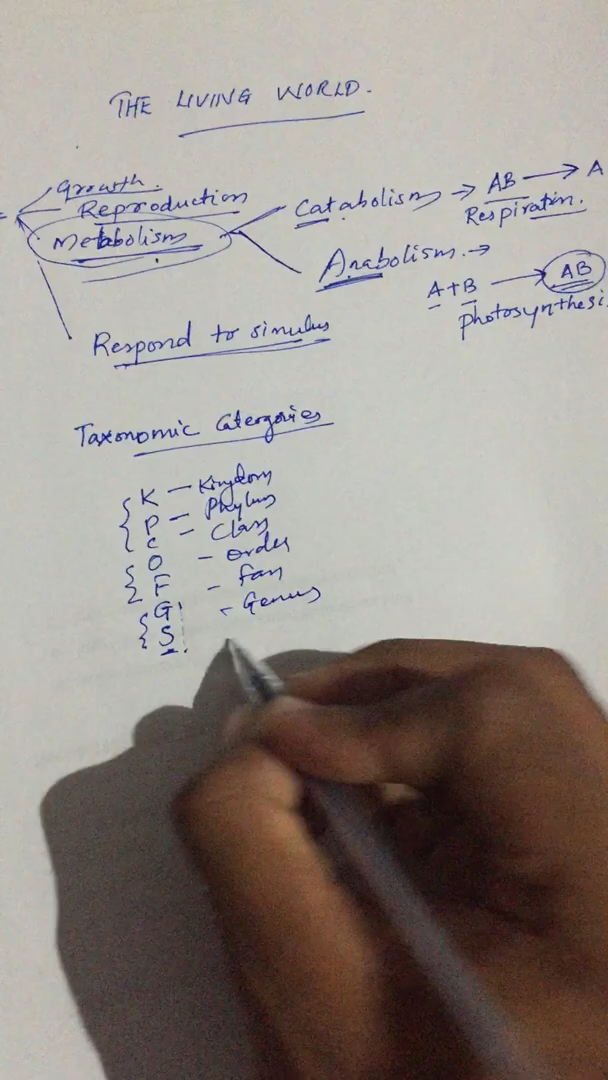 THE LIVING WORLD.
Growth.
Reproduction
Metabolism
Catabolism → AB → A
Respiration.
Anabolism. →
A+B → AB
Photosynthesi
Respond to simulus
Taxonomic Catergories
K — Kingdom
P — Phylum
C — Class
O — Order
F — Fam
G — Genus
S